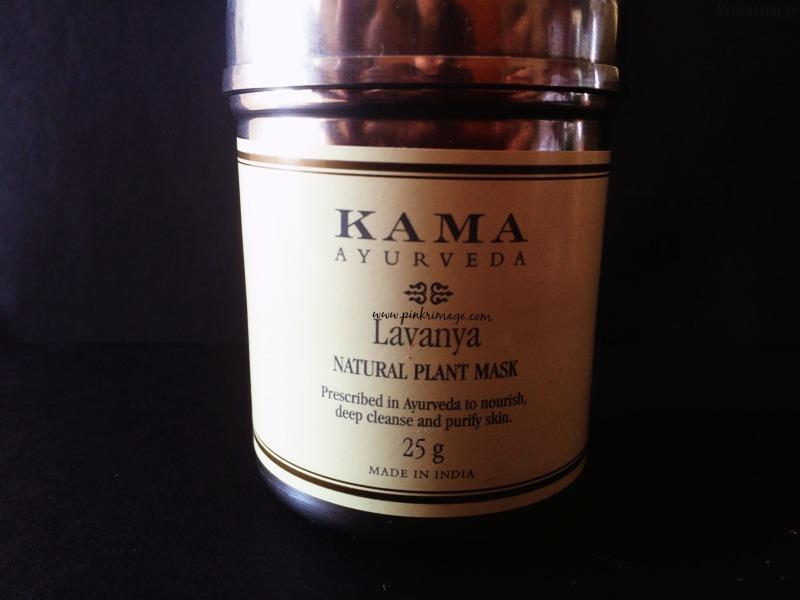 KAMA
AYURVEDA
www.pinkrimage.com
Lavanya
NATURAL PLANT MASK
Prescribed in Ayurveda to nourish,
deep cleanse and purify skin.
25 g
MADE IN INDIA